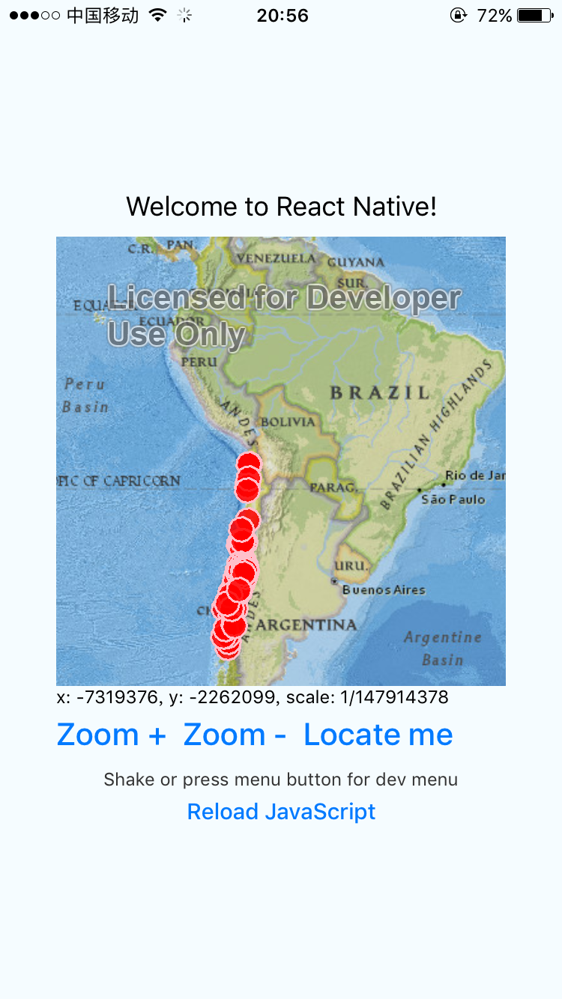 中国移动
20:56
72%
Welcome to React Native!
C.R.
PAN.
VENEZUELA
GUYANA
SUR.
Licensed for Developer
Use Only
ECUADOR
PERU
Peru
Basin
BRAZIL
ANDES
BOLIVIA
BRAZILIAN HIGHLANDS
OF CAPRICORN
Rio de Jan
PARAG.
São Paulo
URU.
Buenos Aires
ANDES
ARGENTINA
Argentine
Basin
x: -7319376, y: -2262099, scale: 1/147914378
Zoom +
Zoom -
Locate me
Shake or press menu button for dev menu
Reload JavaScript